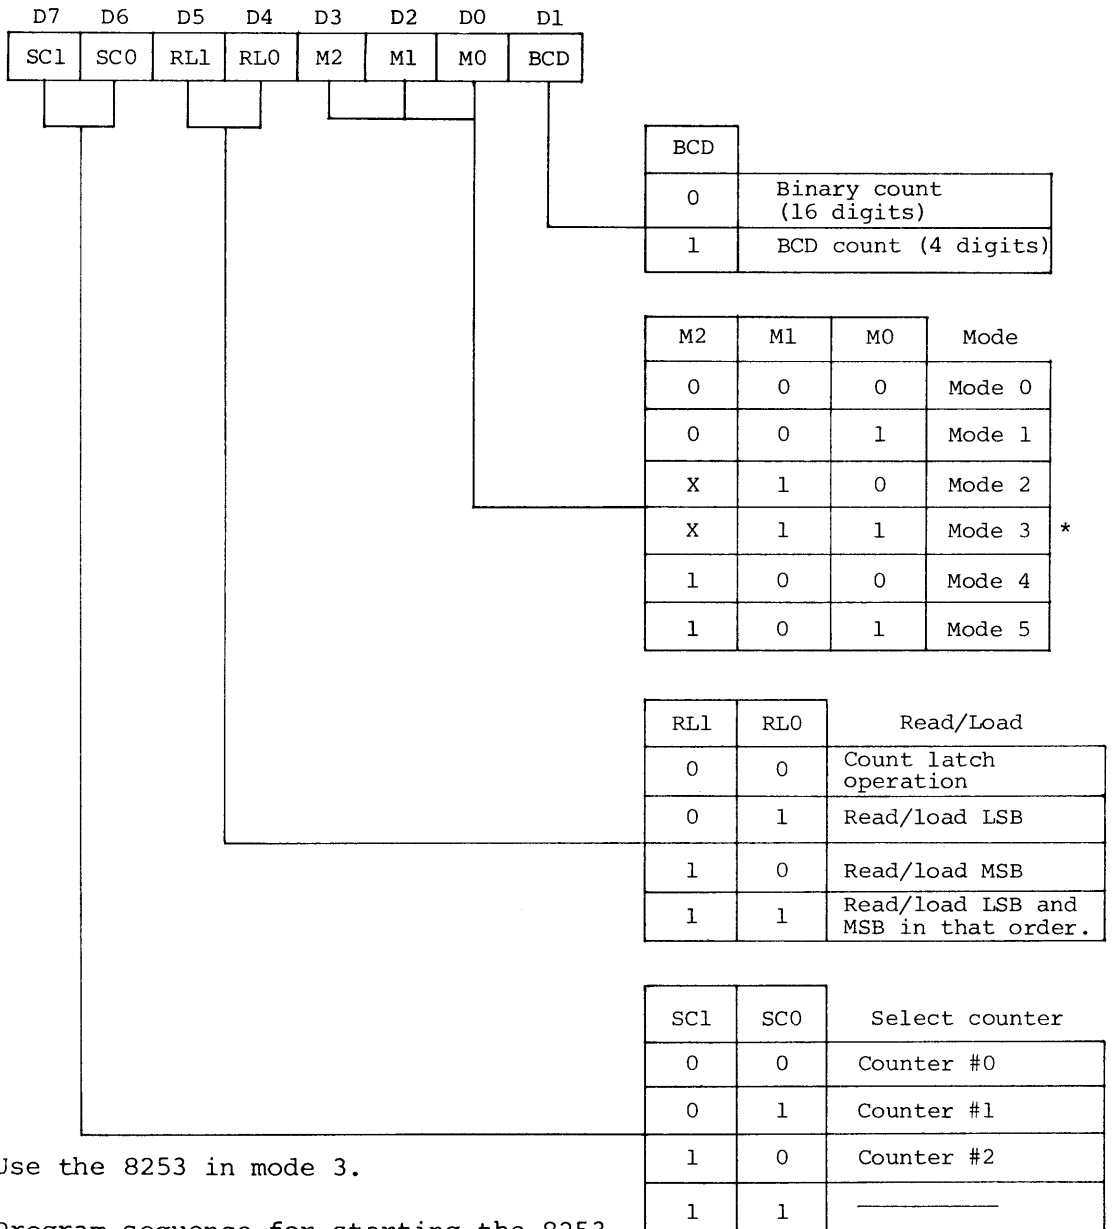 D7 D6 D5 D4 D3 D2 D0 D1
SC1 SC0 RL1 RL0 M2 M1 M0 BCD
BCD
0 Binary count
(16 digits)
1 BCD count (4 digits)
M2 M1 M0 Mode
0 0 0 Mode 0
0 0 1 Mode 1
X 1 0 Mode 2
X 1 1 Mode 3 *
1 0 0 Mode 4
1 0 1 Mode 5
RL1 RL0 Read/Load
0 0 Count latch
operation
0 1 Read/load LSB
1 0 Read/load MSB
1 1 Read/load LSB and
MSB in that order.
SC1 SC0 Select counter
0 0 Counter #0
0 1 Counter #1
1 0 Counter #2
1 1
Use the 8253 in mode 3.
Program sequence for starting the 8253